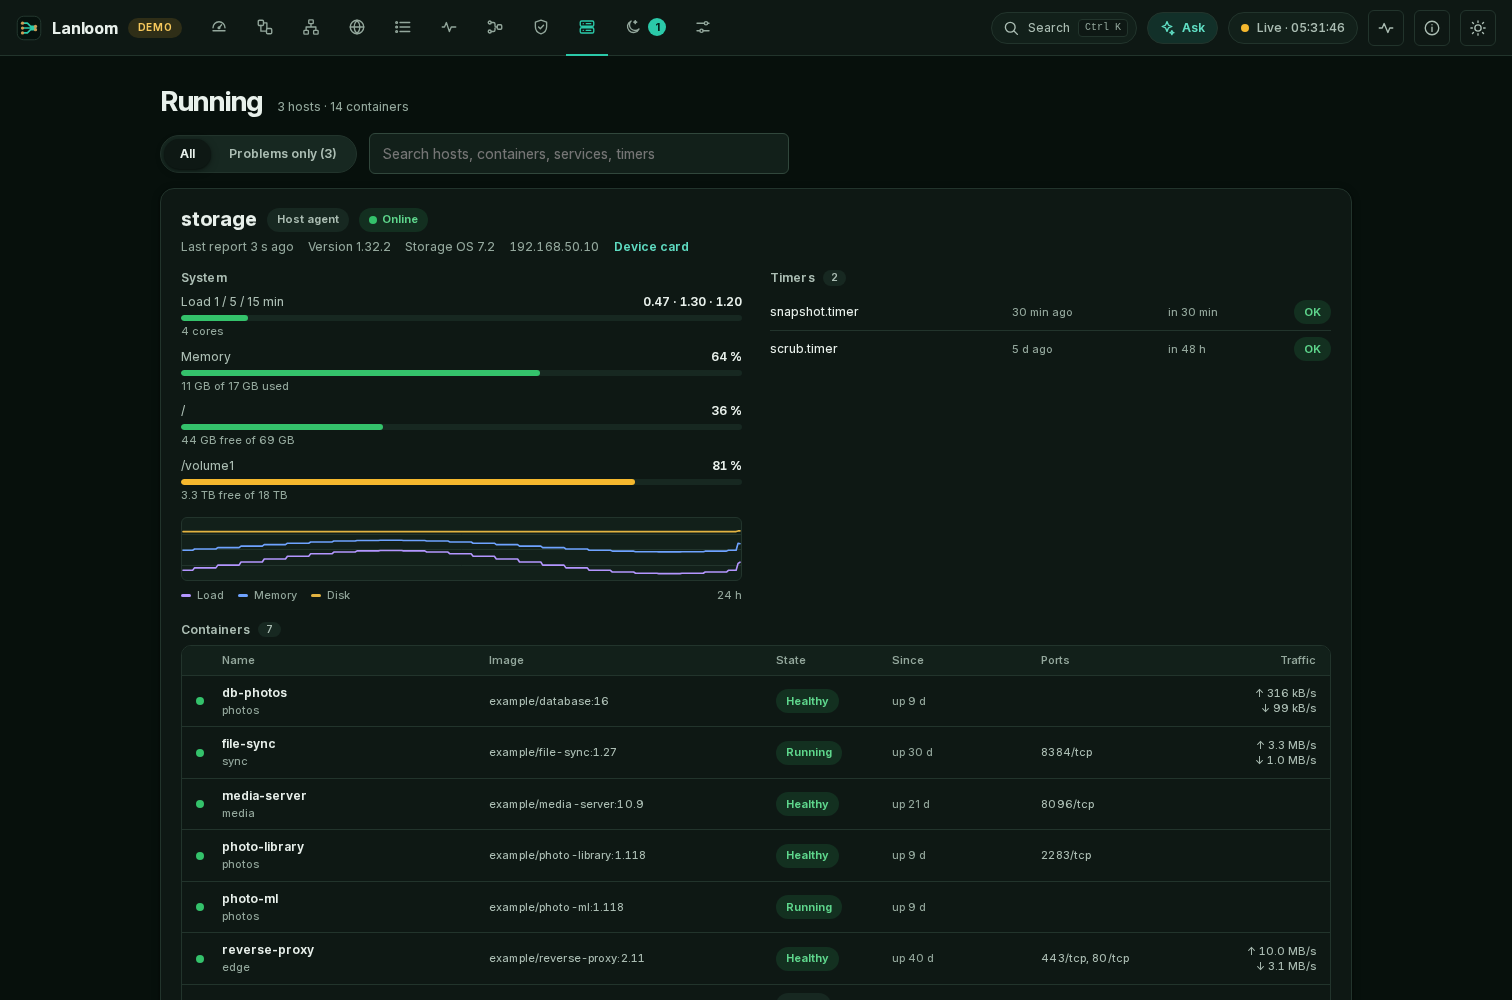 Lanloom DEMO 1 Search Ctrl K Ask Live · 05:31:46
Running 3 hosts · 14 containers
All Problems only (3) Search hosts, containers, services, timers
storage Host agent Online
Last report 3 s ago Version 1.32.2 Storage OS 7.2 192.168.50.10 Device card
System
Load 1 / 5 / 15 min 0.47 · 1.30 · 1.20
4 cores
Memory 64 %
11 GB of 17 GB used
/ 36 %
44 GB free of 69 GB
/volume1 81 %
3.3 TB free of 18 TB
Load Memory Disk 24 h
Timers 2
snapshot.timer 30 min ago in 30 min OK
scrub.timer 5 d ago in 48 h OK
Containers 7
Name Image State Since Ports Traffic
db-photos example/database:16 Healthy up 9 d ↑ 316 kB/s
photos ↓ 99 kB/s
file-sync example/file-sync:1.27 Running up 30 d 8384/tcp ↑ 3.3 MB/s
sync ↓ 1.0 MB/s
media-server example/media-server:10.9 Healthy up 21 d 8096/tcp
media
photo-library example/photo-library:1.118 Healthy up 9 d 2283/tcp
photos
photo-ml example/photo-ml:1.118 Running up 9 d
photos
reverse-proxy example/reverse-proxy:2.11 Healthy up 40 d 443/tcp, 80/tcp ↑ 10.0 MB/s
edge ↓ 3.1 MB/s